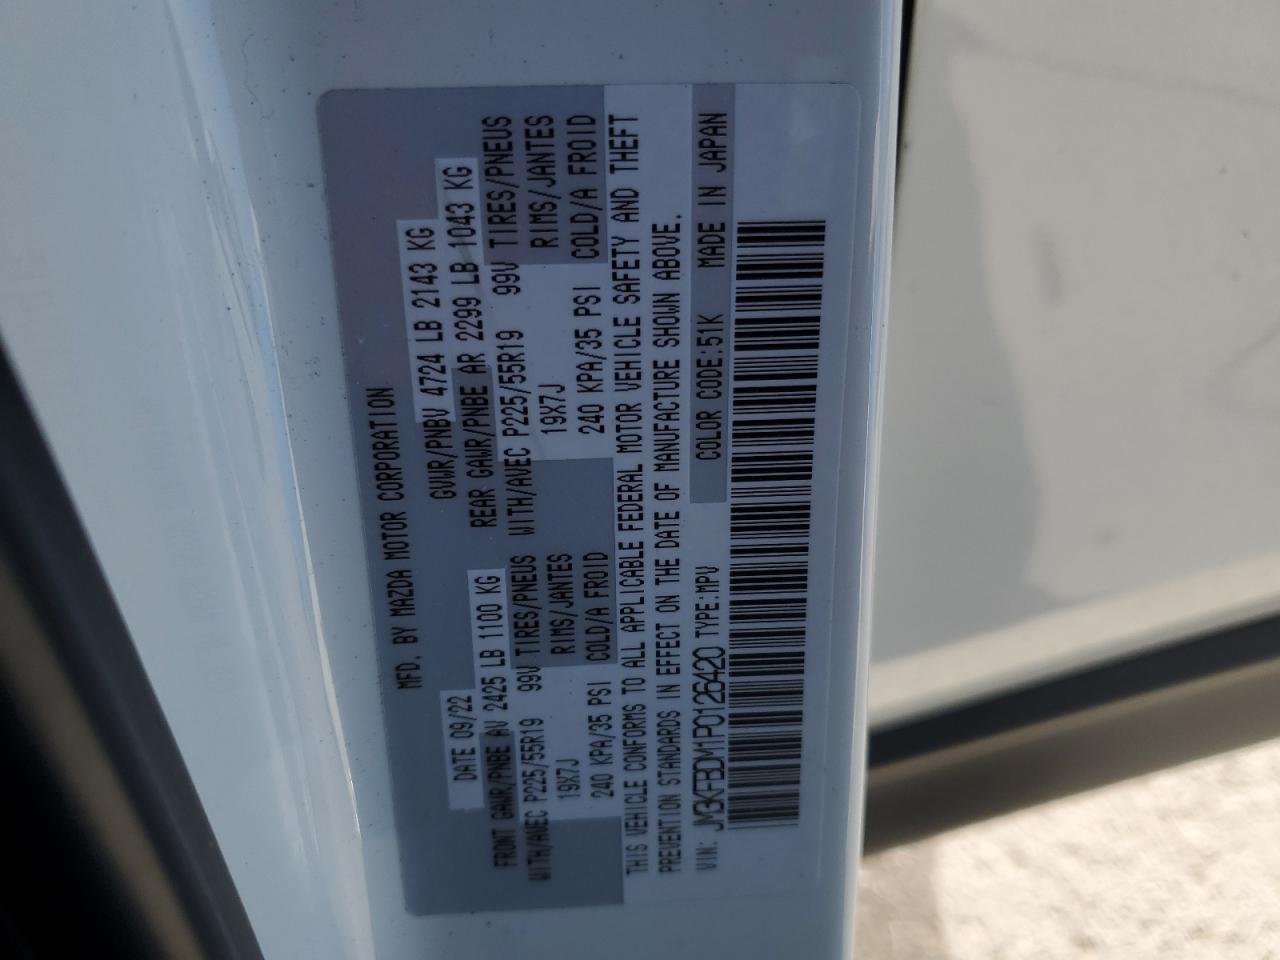 MFD. BY MAZDA MOTOR CORPORATION
DATE 09/22 GVWR/PNBV 4724 LB 2143 KG
FRONT GAWR/PNBE AV 2425 LB 1100 KG REAR GAWR/PNBE AR 2299 LB 1043 KG
WITH/AVEC P225/55R19 99V TIRES/PNEUS WITH/AVEC P225/55R19 99V TIRES/PNEUS
19X7J RIMS/JANTES 19X7J RIMS/JANTES
240 KPA/35 PSI COLD/A FROID 240 KPA/35 PSI COLD/A FROID
THIS VEHICLE CONFORMS TO ALL APPLICABLE FEDERAL MOTOR VEHICLE SAFETY AND THEFT
PREVENTION STANDARDS IN EFFECT ON THE DATE OF MANUFACTURE SHOWN ABOVE.
VIN: JM3KFBDM1P0126420 TYPE:MPV COLOR CODE:51K MADE IN JAPAN